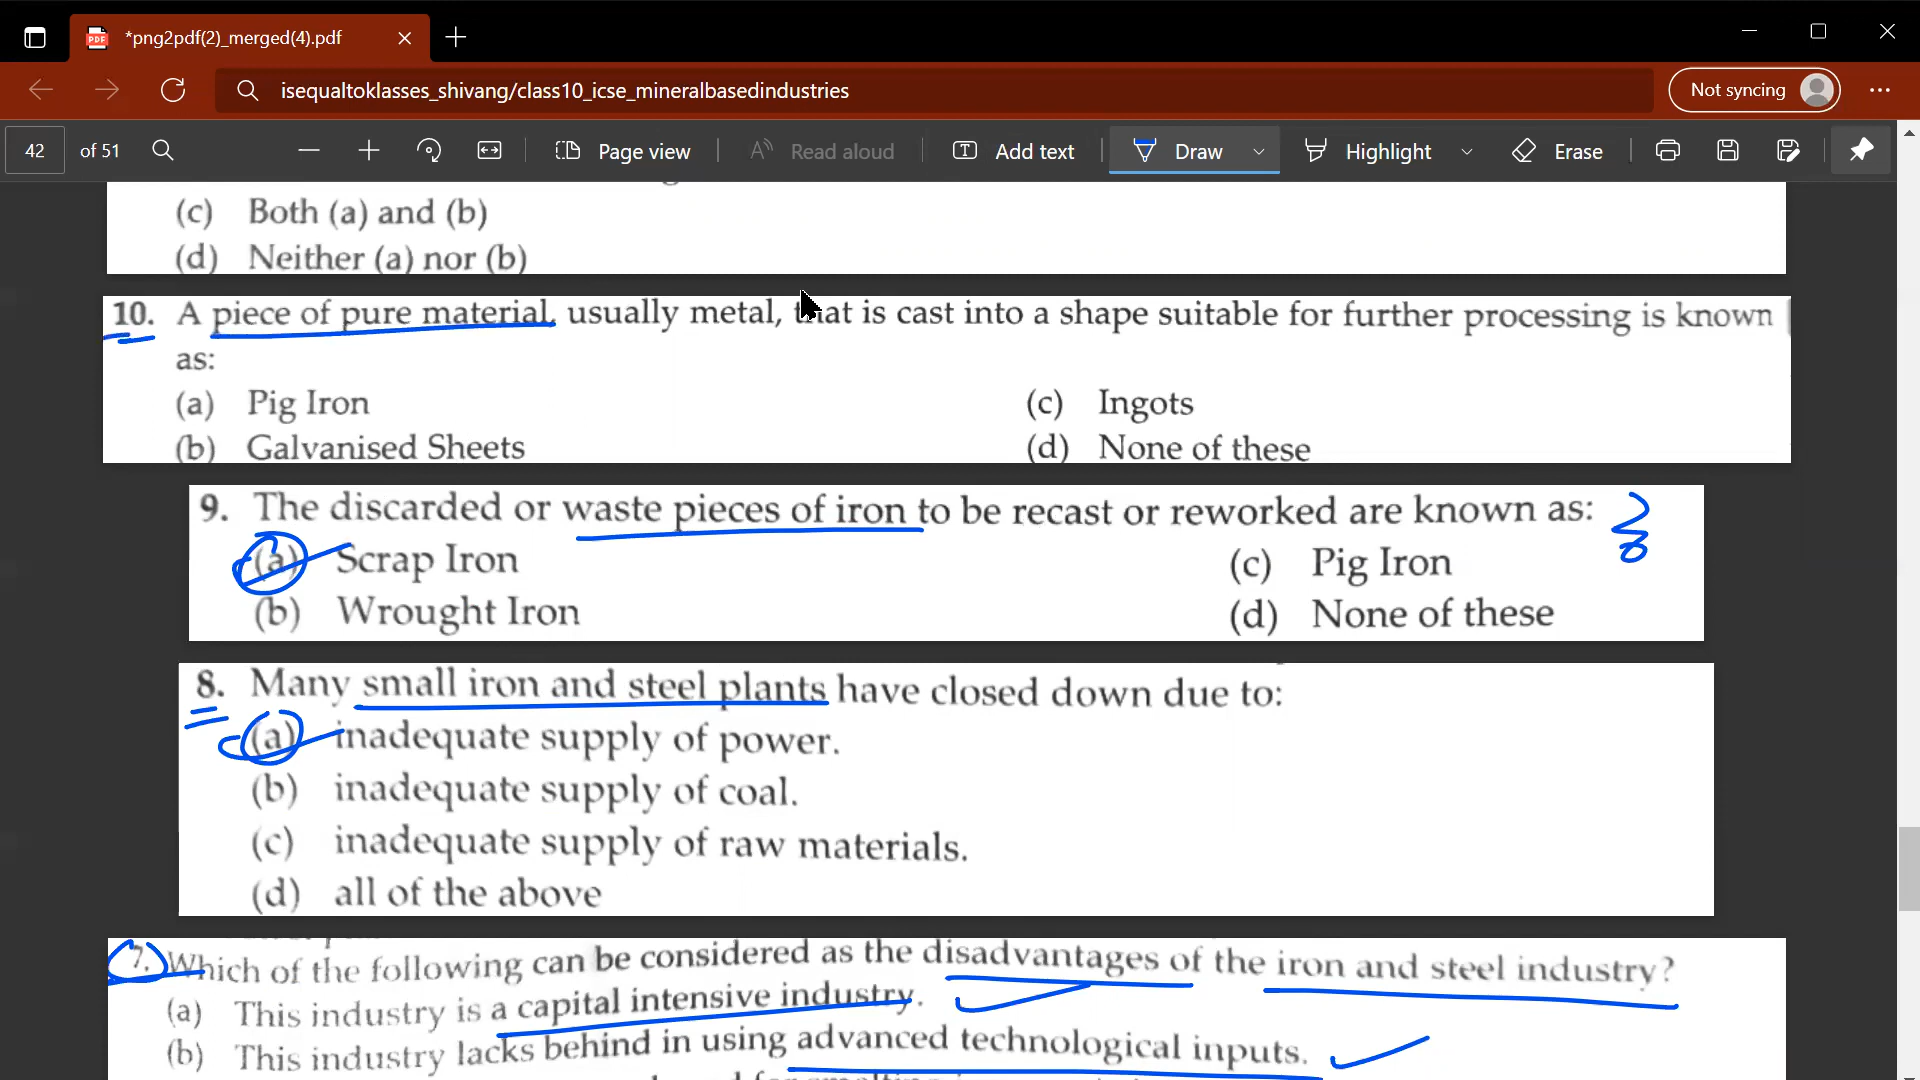 *png2pdf(2)_merged(4).pdf
isequaltoklasses_shivang/class10_icse_mineralbasedindustries
Not syncing
42 of 51
Page view
Read aloud
Add text
Draw
Highlight
Erase
(c) Both (a) and (b)
(d) Neither (a) nor (b)
10. A piece of pure material, usually metal, that is cast into a shape suitable for further processing is known
as:
(a) Pig Iron
(c) Ingots
(b) Galvanised Sheets
(d) None of these
9. The discarded or waste pieces of iron to be recast or reworked are known as:
(a) Scrap Iron
(c) Pig Iron
(b) Wrought Iron
(d) None of these
8. Many small iron and steel plants have closed down due to:
(a) inadequate supply of power.
(b) inadequate supply of coal.
(c) inadequate supply of raw materials.
(d) all of the above
7. Which of the following can be considered as the disadvantages of the iron and steel industry?
(a) This industry is a capital intensive industry.
(b) This industry lacks behind in using advanced technological inputs.